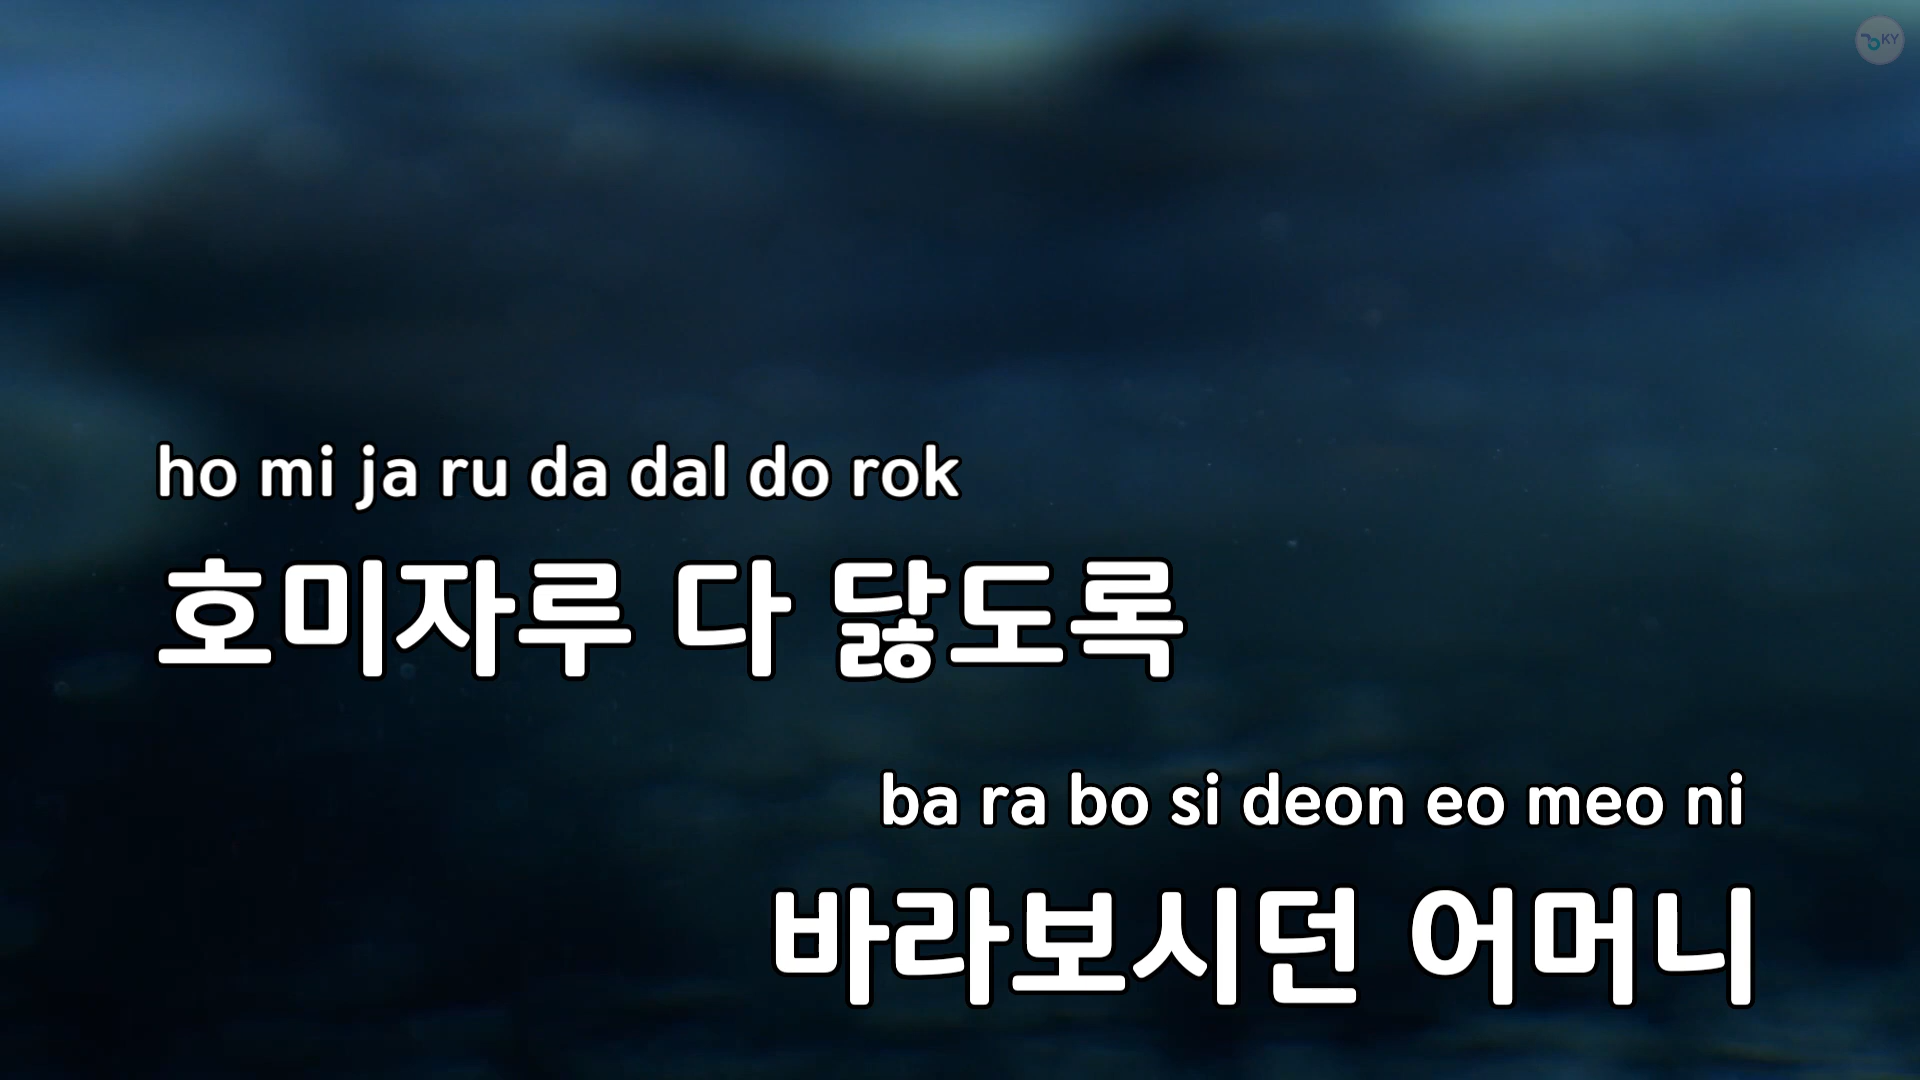 KY
ho mi ja ru da dal do rok
호미자루 다 닳도록
ba ra bo si deon eo meo ni
바라보시던 어머니